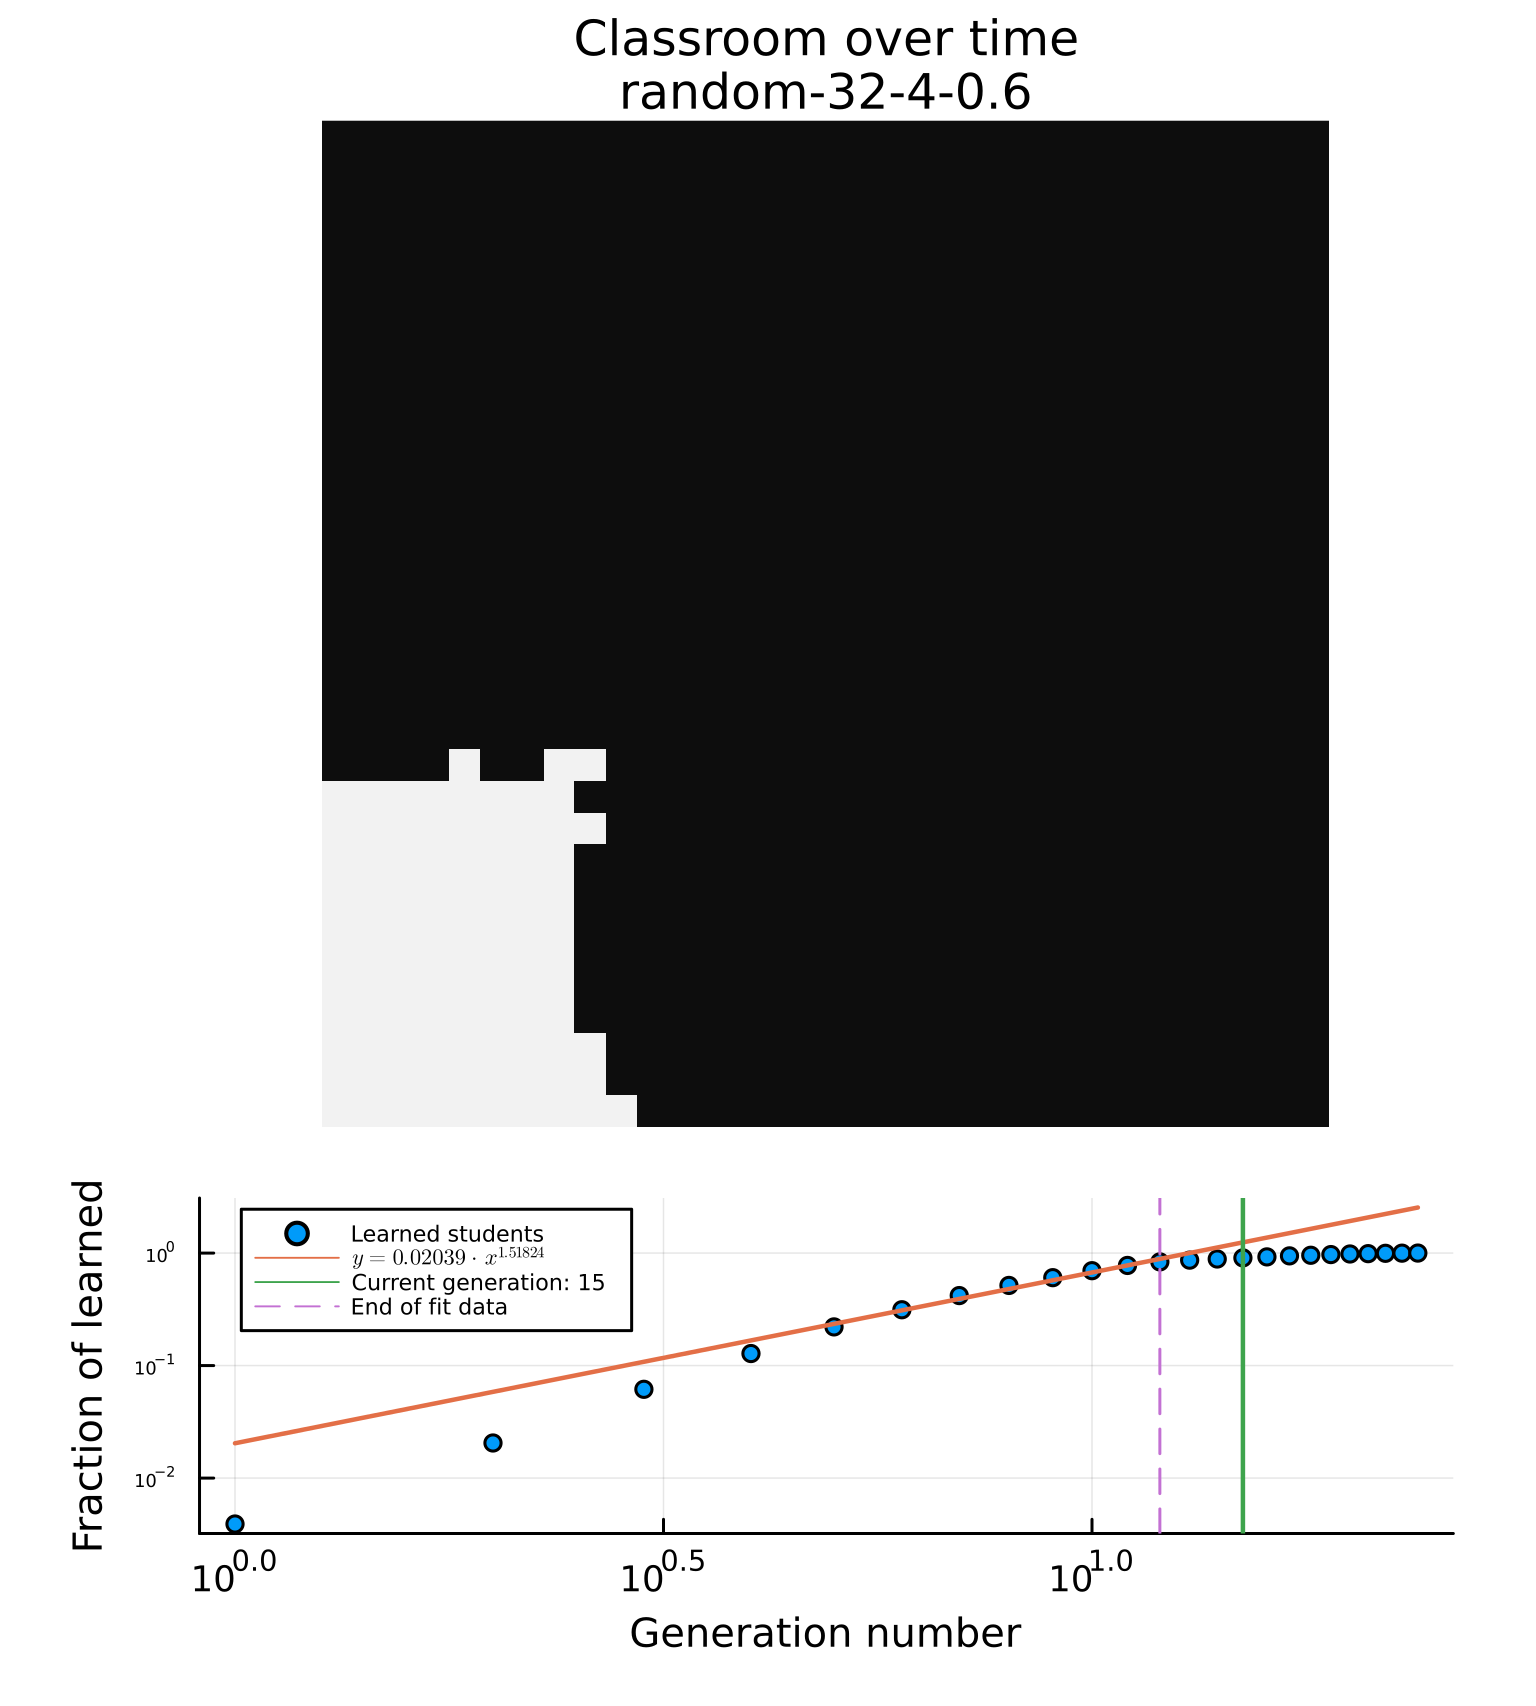 Classroom over time
random-32-4-0.6
Fraction of learned
10^0
10^-1
10^-2
Learned students
y = 0.02039 · x^1.51824
Current generation: 15
End of fit data
10^0.0
10^0.5
10^1.0
Generation number